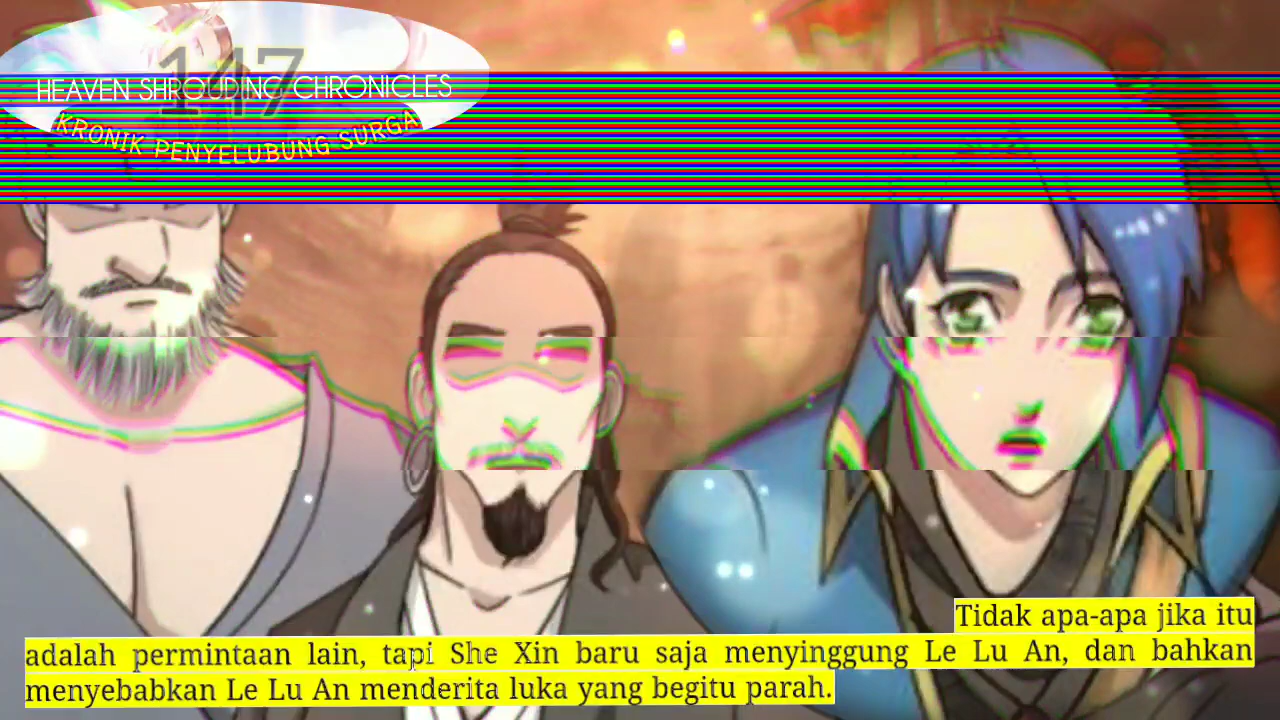 147
HEAVEN SHROUDING CHRONICLES
KRONIK PENYELUBUNG SURGA
Tidak apa-apa jika itu
adalah permintaan lain, tapi She Xin baru saja menyinggung Le Lu An, dan bahkan
menyebabkan Le Lu An menderita luka yang begitu parah.